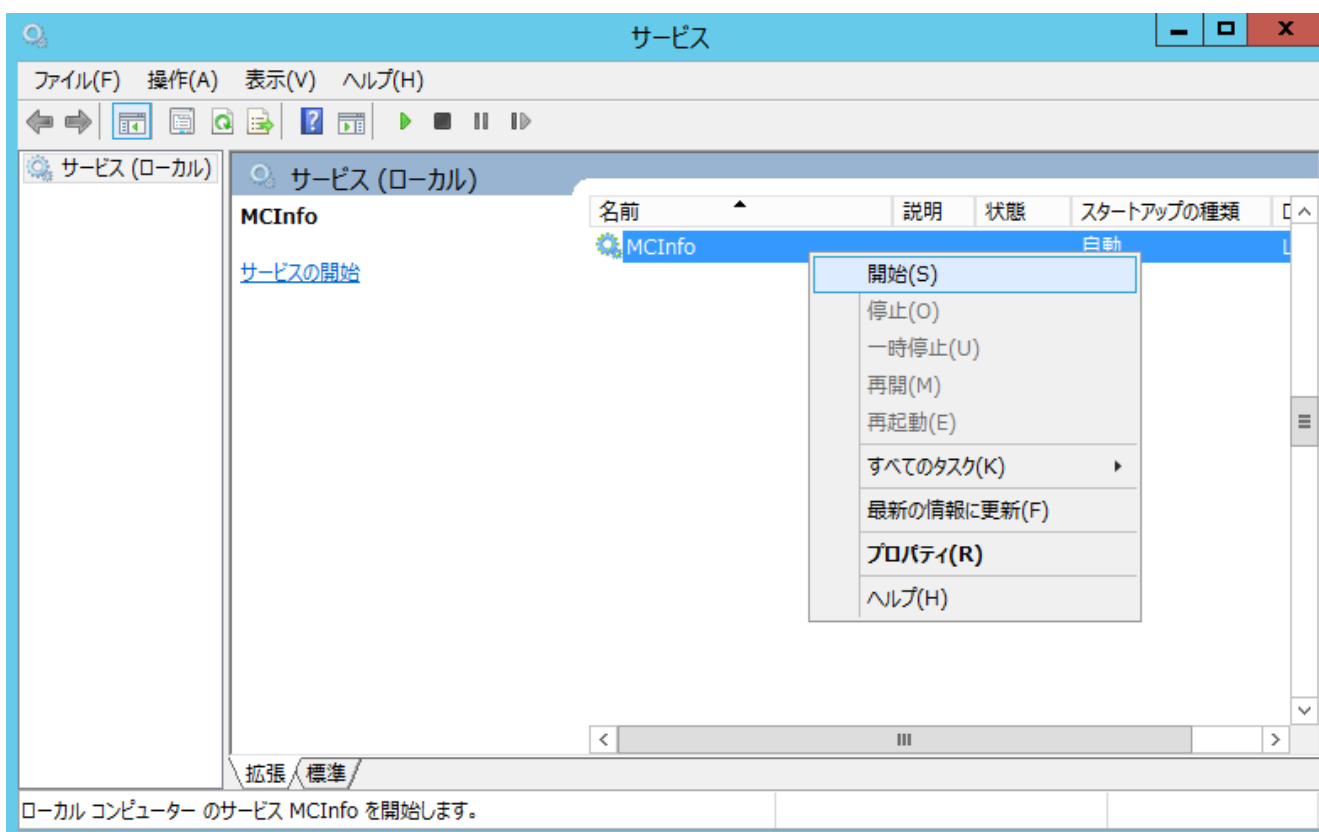 サービス
ファイル(F) 操作(A) 表示(V) ヘルプ(H)
サービス (ローカル)
サービス (ローカル)
MCInfo
サービスの開始
名前 説明 状態 スタートアップの種類
MCInfo 自動
開始(S)
停止(O)
一時停止(U)
再開(M)
再起動(E)
すべてのタスク(K)
最新の情報に更新(F)
プロパティ(R)
ヘルプ(H)
拡張 標準
ローカル コンピューター のサービス MCInfo を開始します。